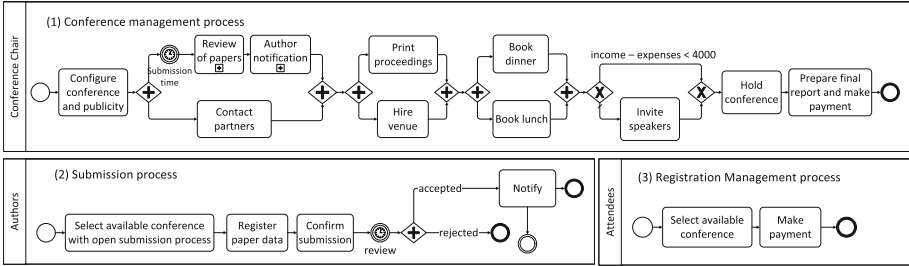 Conference Chair
(1) Conference management process
Configure
conference
and publicity
Submission
time
Review
of papers
Author
notification
Contact
partners
Print
proceedings
Hire
venue
Book
dinner
Book lunch
income – expenses < 4000
X
Invite
speakers
X
Hold
conference
Prepare final
report and make
payment
Authors
(2) Submission process
Select available conference
with open submission process
Register
paper data
Confirm
submission
review
accepted
rejected
Notify
Attendees
(3) Registration Management process
Select available
conference
Make
payment